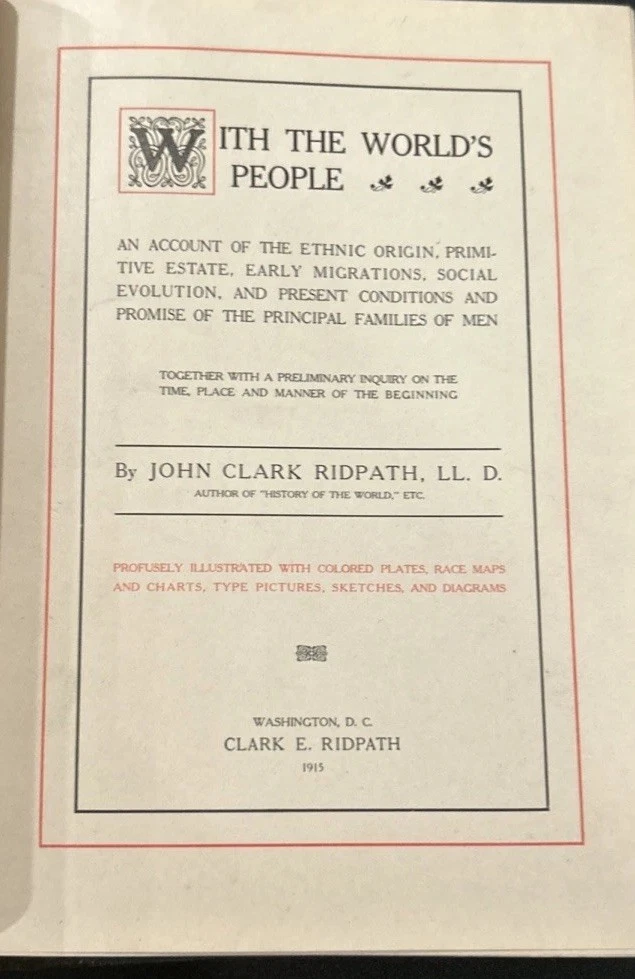 WITH THE WORLD'S
PEOPLE
AN ACCOUNT OF THE ETHNIC ORIGIN, PRIMI-
TIVE ESTATE, EARLY MIGRATIONS, SOCIAL
EVOLUTION, AND PRESENT CONDITIONS AND
PROMISE OF THE PRINCIPAL FAMILIES OF MEN
TOGETHER WITH A PRELIMINARY INQUIRY ON THE
TIME, PLACE AND MANNER OF THE BEGINNING
By JOHN CLARK RIDPATH, LL. D.
AUTHOR OF "HISTORY OF THE WORLD," ETC.
PROFUSELY ILLUSTRATED WITH COLORED PLATES, RACE MAPS
AND CHARTS, TYPE PICTURES, SKETCHES, AND DIAGRAMS
WASHINGTON, D. C.
CLARK E. RIDPATH
1915